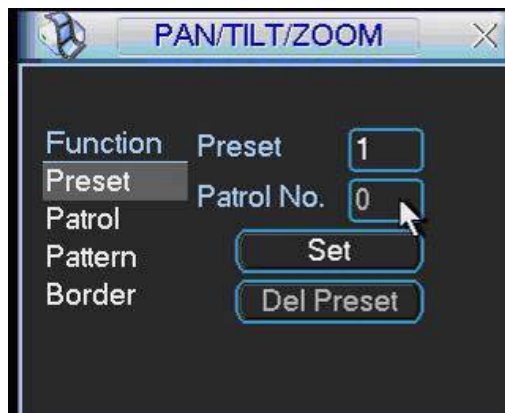 PAN/TILT/ZOOM
Function
Preset
Patrol
Pattern
Border
Preset 1
Patrol No. 0
Set
Del Preset